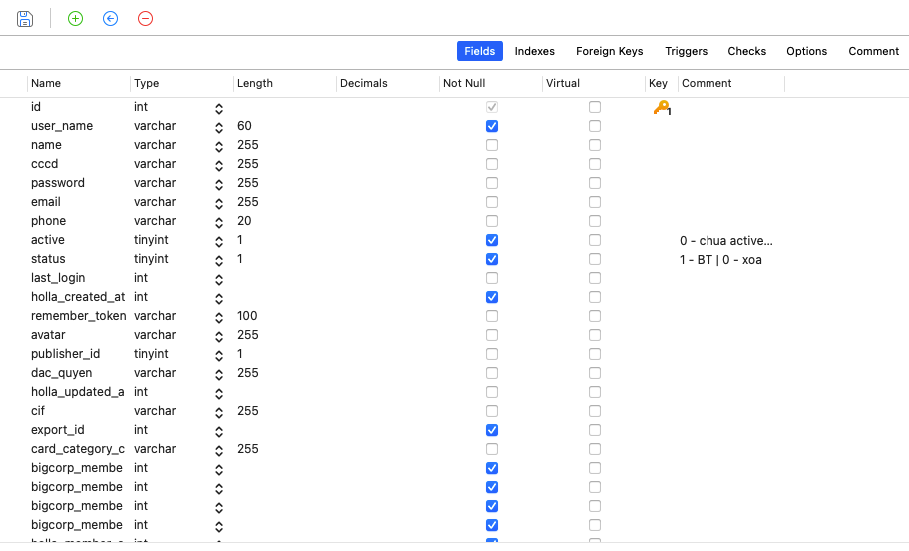 Fields Indexes Foreign Keys Triggers Checks Options Comment
Name Type Length Decimals Not Null Virtual Key Comment
id int 1
user_name varchar 60
name varchar 255
cccd varchar 255
password varchar 255
email varchar 255
phone varchar 20
active tinyint 1 0 - chua active...
status tinyint 1 1 - BT | 0 - xoa
last_login int
holla_created_at int
remember_token varchar 100
avatar varchar 255
publisher_id tinyint 1
dac_quyen varchar 255
holla_updated_a int
cif varchar 255
export_id int
card_category_c varchar 255
bigcorp_membe int
bigcorp_membe int
bigcorp_membe int
bigcorp_membe int